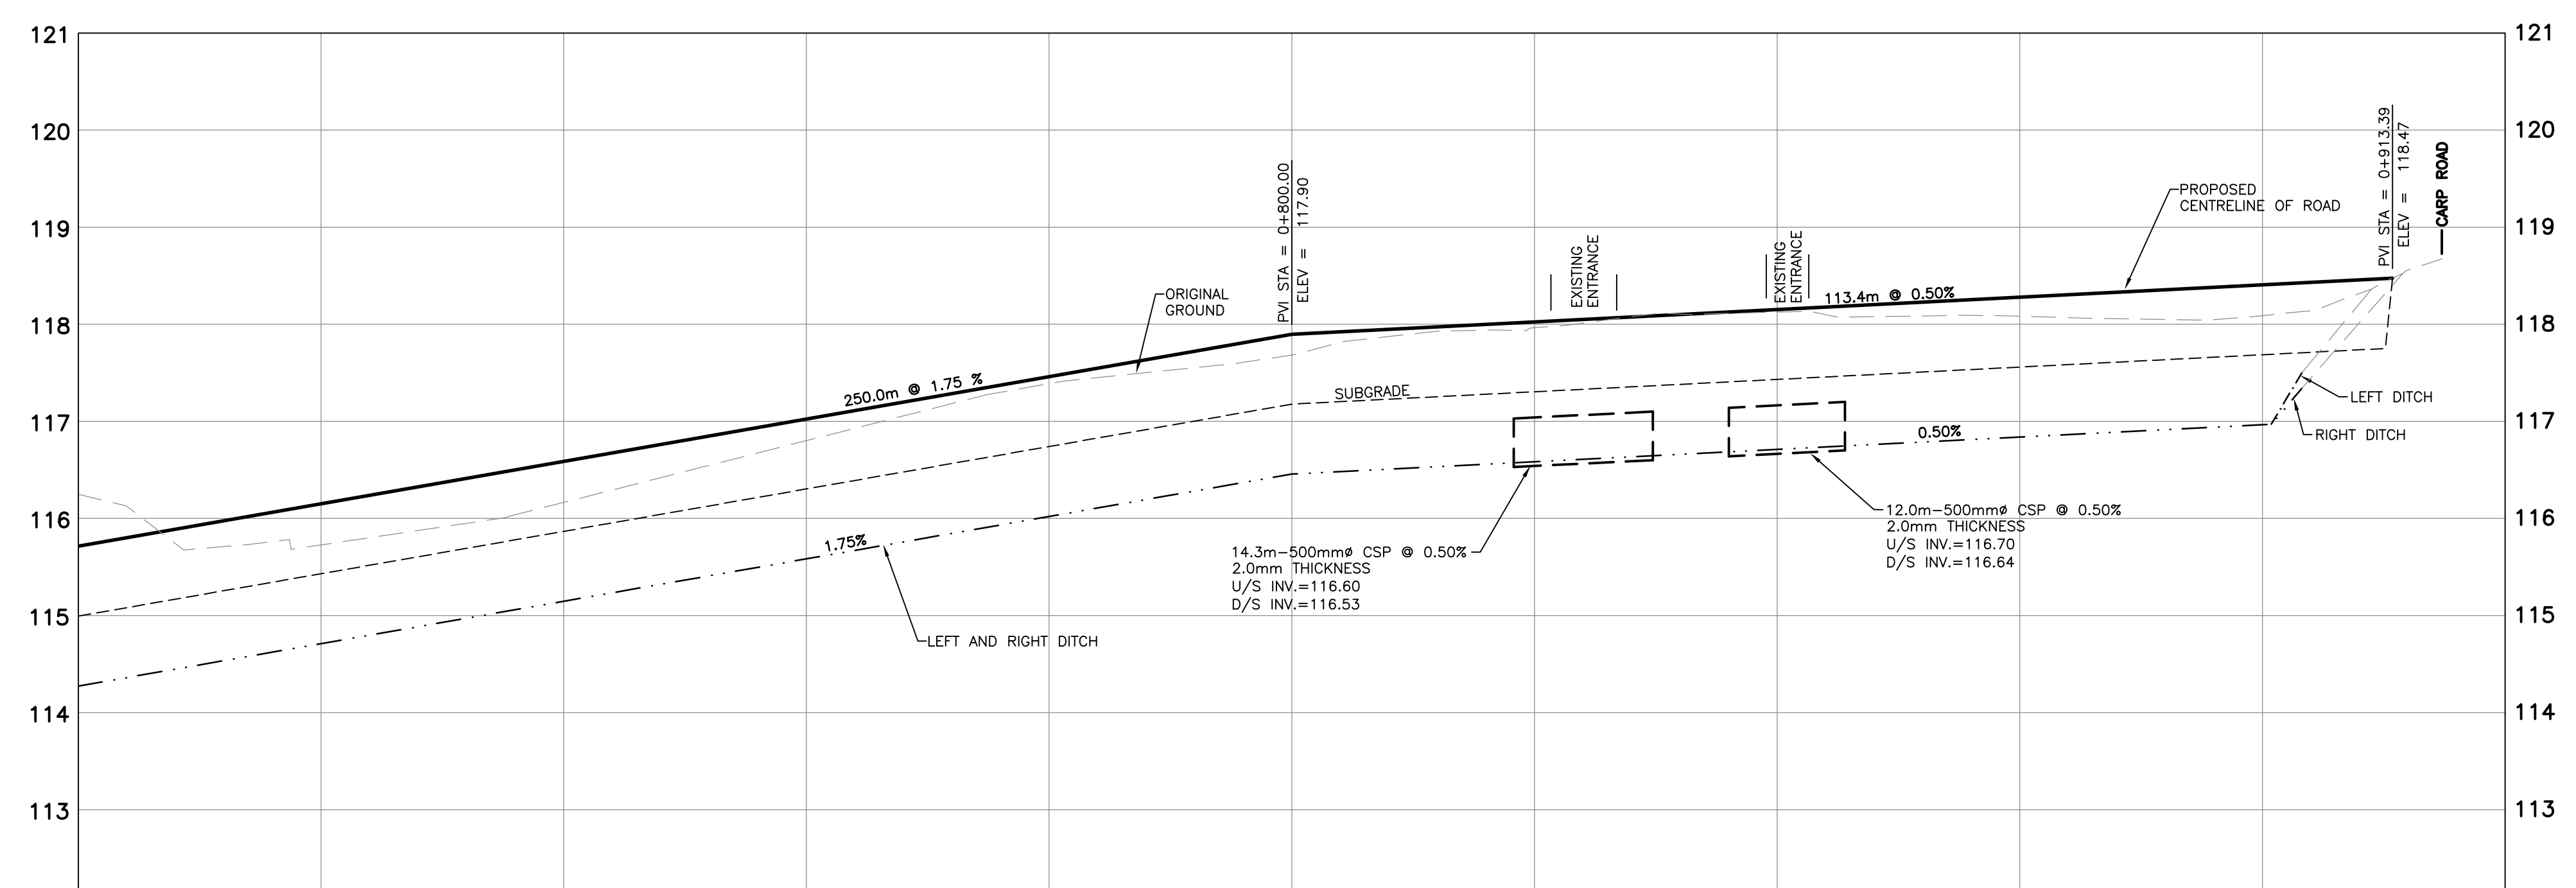 121
120
119
118
117
116
115
114
113
ORIGINAL
GROUND
250.0m @ 1.75 %
1.75%
LEFT AND RIGHT DITCH
PVI STA = 0+800.00
ELEV = 117.90
SUBGRADE
14.3m-500mmø CSP @ 0.50%
2.0mm THICKNESS
U/S INV.=116.60
D/S INV.=116.53
EXISTING
ENTRANCE
EXISTING
ENTRANCE
113.4m @ 0.50%
0.50%
12.0m-500mmø CSP @ 0.50%
2.0mm THICKNESS
U/S INV.=116.70
D/S INV.=116.64
PROPOSED
CENTRELINE OF ROAD
PVI STA = 0+913.39
ELEV = 118.47
CARP ROAD
LEFT DITCH
RIGHT DITCH
121
120
119
118
117
116
115
114
113